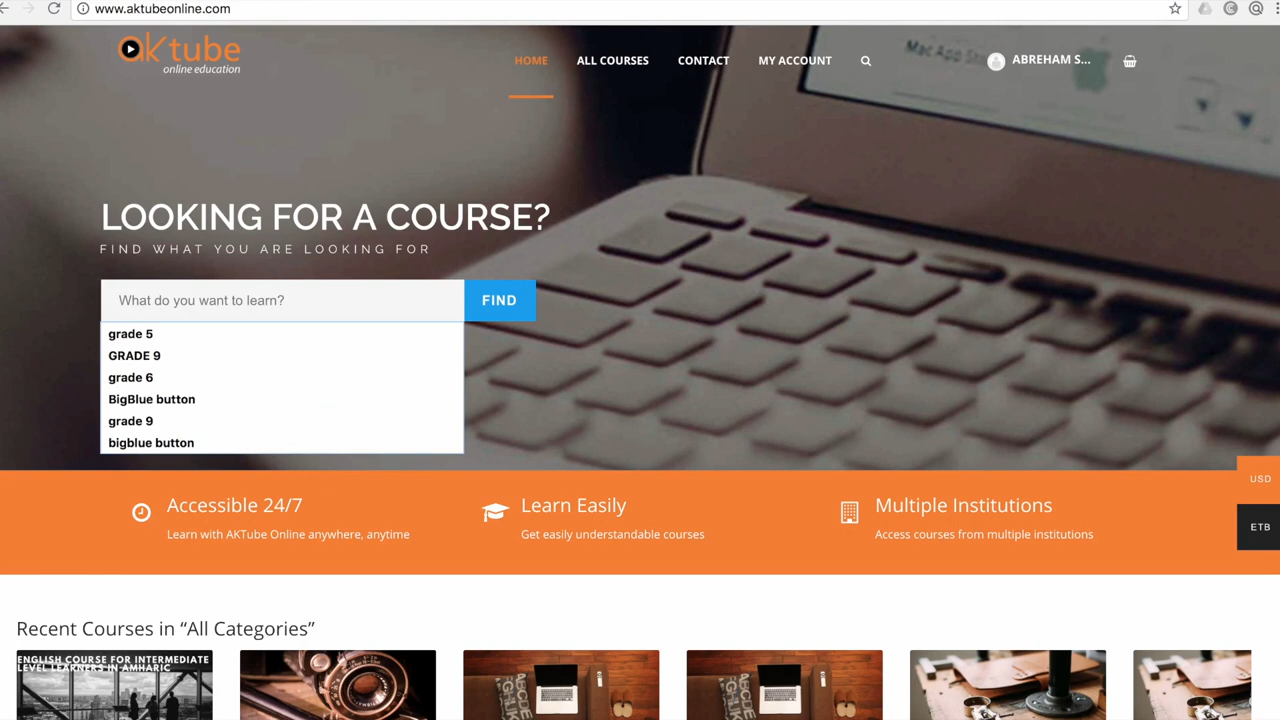 www.aktubeonline.com
aktube
online education
HOME
ALL COURSES
CONTACT
MY ACCOUNT
ABREHAM S...
Mac App
LOOKING FOR A COURSE?
FIND WHAT YOU ARE LOOKING FOR
What do you want to learn?
FIND
grade 5
GRADE 9
grade 6
BigBlue button
grade 9
bigblue button
USD
ETB
Accessible 24/7
Learn with AKTube Online anywhere, anytime
Learn Easily
Get easily understandable courses
Multiple Institutions
Access courses from multiple institutions
Recent Courses in “All Categories”
ENGLISH COURSE FOR INTERMEDIATE
LEVEL LEARNERS IN AMHARIC